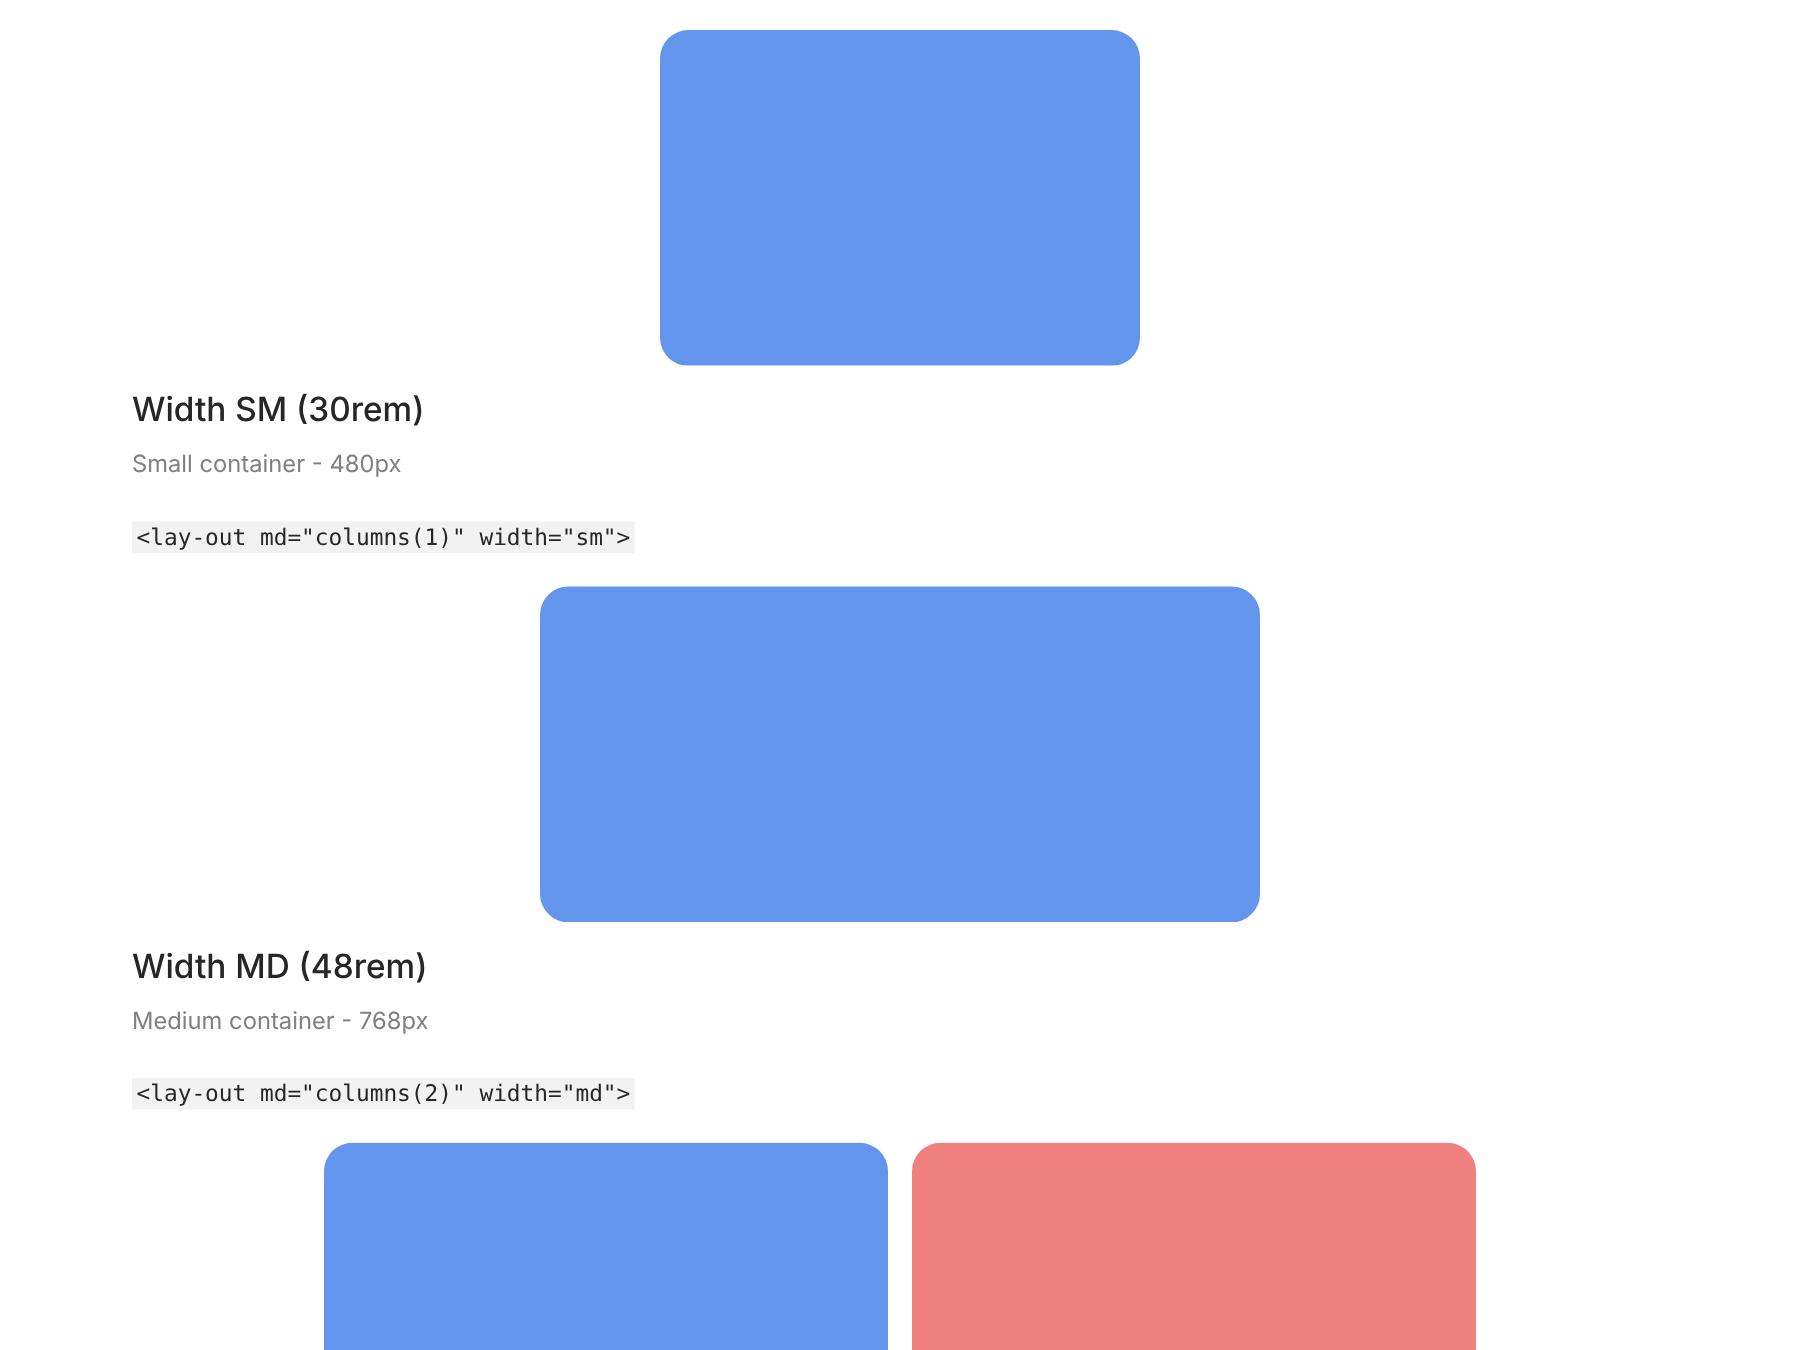 Width SM (30rem)
Small container - 480px
<lay-out md="columns(1)" width="sm">
Width MD (48rem)
Medium container - 768px
<lay-out md="columns(2)" width="md">